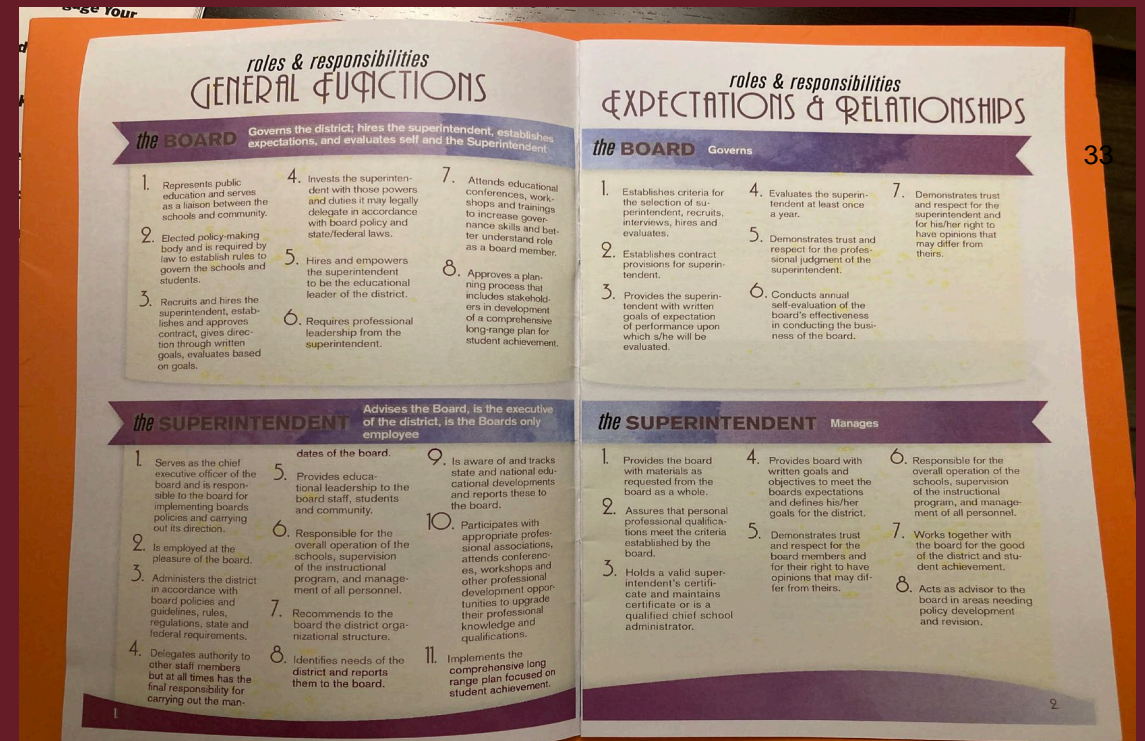 gage Your
roles & responsibilities
GENERAL FUNCTIONS
the BOARD
Governs the district; hires the superintendent, establishes
expectations, and evaluates self and the Superintendent
1. Represents public
education and serves
as a liaison between the
schools and community.
2. Elected policy-making
body and is required by
law to establish rules to
govern the schools and
students.
3. Recruits and hires the
superintendent, estab-
lishes and approves
contract, gives direc-
tion through written
goals, evaluates based
on goals.
4. Invests the superinten-
dent with those powers
and duties it may legally
delegate in accordance
with board policy and
state/federal laws.
5. Hires and empowers
the superintendent
to be the educational
leader of the district.
6. Requires professional
leadership from the
superintendent.
7. Attends educational
conferences, work-
shops and trainings
to increase gover-
nance skills and bet-
ter understand role
as a board member.
8. Approves a plan-
ning process that
includes stakehold-
ers in development
of a comprehensive
long-range plan for
student achievement.
the SUPERINTENDENT
Advises the Board, is the executive
of the district, is the Boards only
employee
1. Serves as the chief
executive officer of the
board and is respon-
sible to the board for
implementing boards
policies and carrying
out its direction.
2. Is employed at the
pleasure of the board.
3. Administers the district
in accordance with
board policies and
guidelines, rules,
regulations, state and
federal requirements.
4. Delegates authority to
other staff members
but at all times has the
final responsibility for
carrying out the man-
dates of the board.
5. Provides educa-
tional leadership to the
board staff, students
and community.
6. Responsible for the
overall operation of the
schools, supervision
of the instructional
program, and manage-
ment of all personnel.
7. Recommends to the
board the district orga-
nizational structure.
8. Identifies needs of the
district and reports
them to the board.
9. Is aware of and tracks
state and national edu-
cational developments
and reports these to
the board.
10. Participates with
appropriate profes-
sional associations,
attends conferenc-
es, workshops and
other professional
development oppor-
tunities to upgrade
their professional
knowledge and
qualifications.
11. Implements the
comprehensive long
range plan focused on
student achievement.
1
roles & responsibilities
EXPECTATIONS & RELATIONSHIPS
the BOARD Governs
33
1. Establishes criteria for
the selection of su-
perintendent, recruits,
interviews, hires and
evaluates.
2. Establishes contract
provisions for superin-
tendent.
3. Provides the superin-
tendent with written
goals of expectation
of performance upon
which s/he will be
evaluated.
4. Evaluates the superin-
tendent at least once
a year.
5. Demonstrates trust and
respect for the profes-
sional judgment of the
superintendent.
6. Conducts annual
self-evaluation of the
board's effectiveness
in conducting the busi-
ness of the board.
7. Demonstrates trust
and respect for the
superintendent and
for his/her right to
have opinions that
may differ from
theirs.
the SUPERINTENDENT Manages
1. Provides the board
with materials as
requested from the
board as a whole.
2. Assures that personal
professional qualifica-
tions meet the criteria
established by the
board.
3. Holds a valid super-
intendent's certifi-
cate and maintains
certificate or is a
qualified chief school
administrator.
4. Provides board with
written goals and
objectives to meet the
boards expectations
and defines his/her
goals for the district.
5. Demonstrates trust
and respect for the
board members and
for their right to have
opinions that may dif-
fer from theirs.
6. Responsible for the
overall operation of the
schools, supervision
of the instructional
program, and manage-
ment of all personnel.
7. Works together with
the board for the good
of the district and stu-
dent achievement.
8. Acts as advisor to the
board in areas needing
policy development
and revision.
2